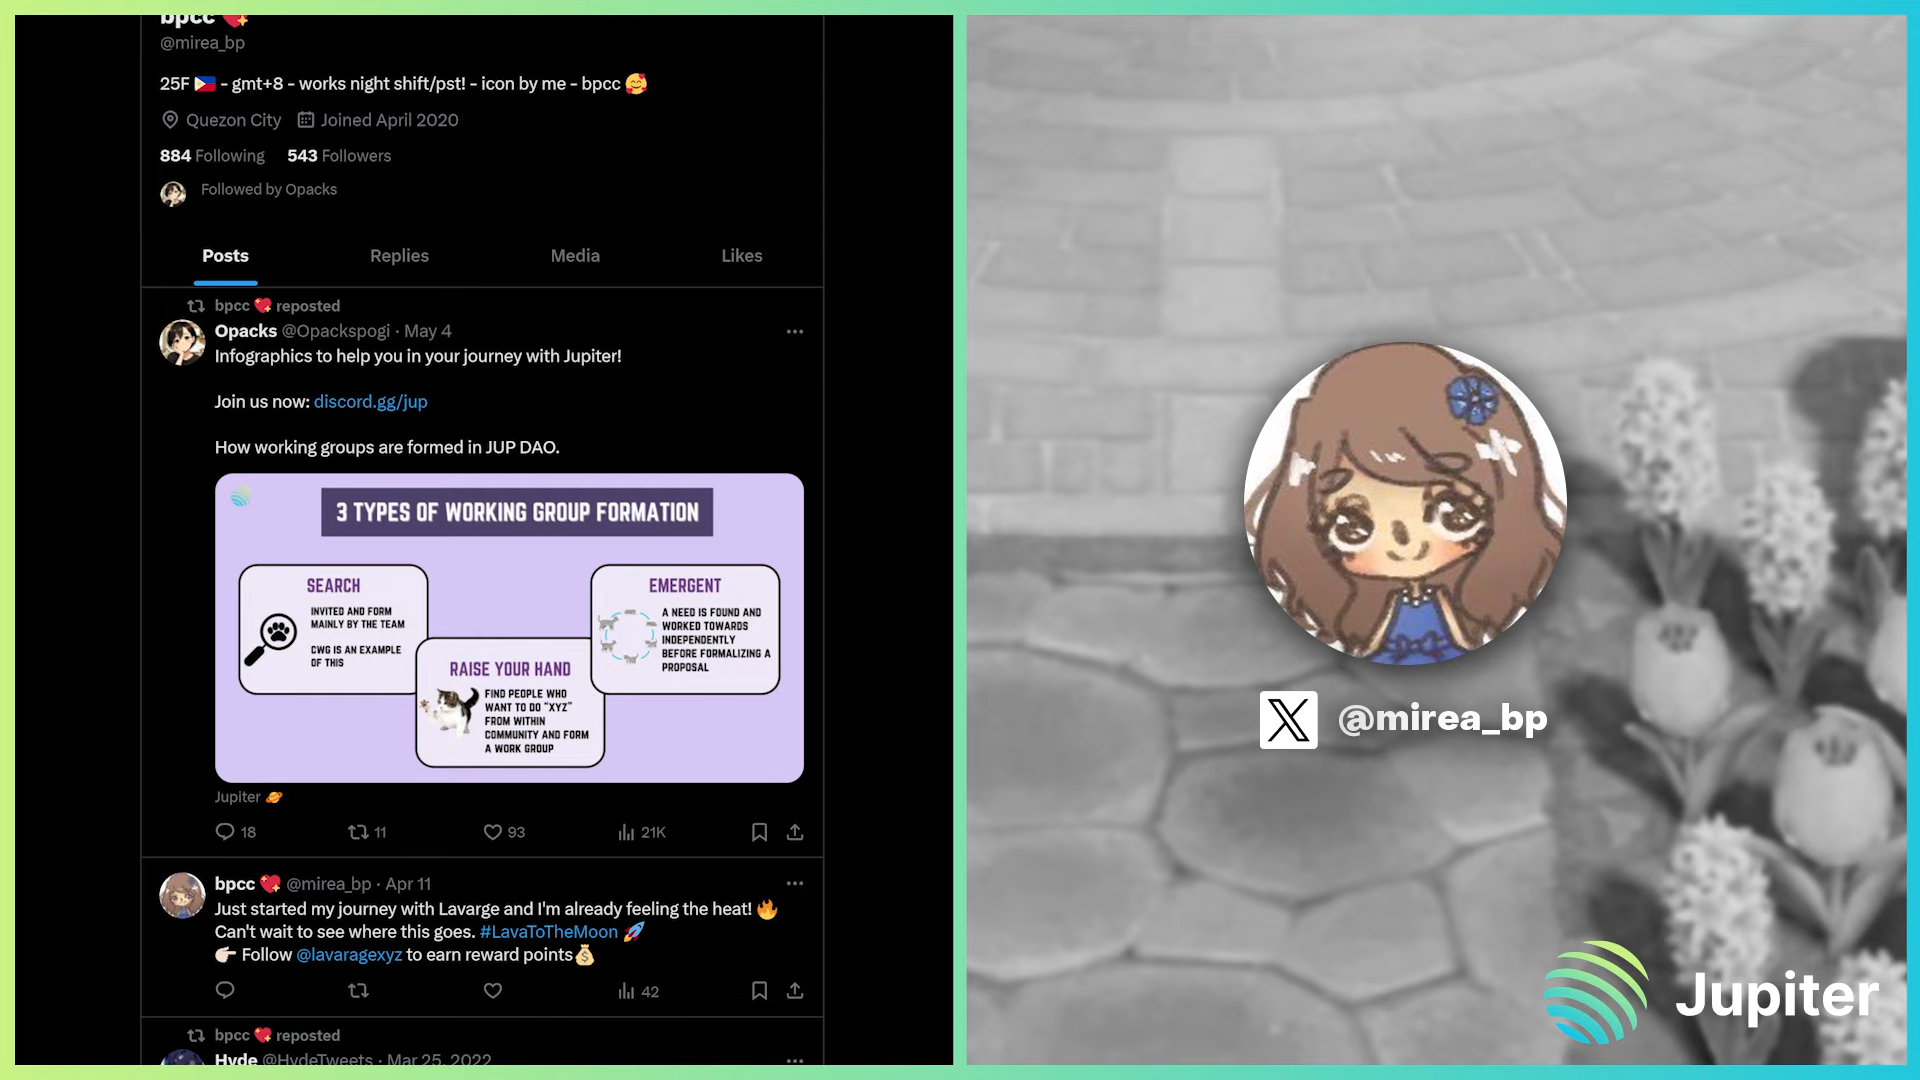 bpcc 💖
@mirea_bp
25F 🇵🇭 - gmt+8 - works night shift/pst! - icon by me - bpcc 🥰
Quezon City Joined April 2020
884 Following 543 Followers
Followed by Opacks
Posts Replies Media Likes
bpcc 💖 reposted
Opacks @Opackspogi · May 4
Infographics to help you in your journey with Jupiter!
Join us now: discord.gg/jup
How working groups are formed in JUP DAO.
3 TYPES OF WORKING GROUP FORMATION
SEARCH
INVITED AND FORM
MAINLY BY THE TEAM
CWG IS AN EXAMPLE
OF THIS
RAISE YOUR HAND
FIND PEOPLE WHO
WANT TO DO "XYZ"
FROM WITHIN
COMMUNITY AND FORM
A WORK GROUP
EMERGENT
A NEED IS FOUND AND
WORKED TOWARDS
INDEPENDENTLY
BEFORE FORMALIZING A
PROPOSAL
Jupiter 🪐
18 11 93 21K
bpcc 💖 @mirea_bp · Apr 11
Just started my journey with Lavarge and I'm already feeling the heat! 🔥
Can't wait to see where this goes. #LavaToTheMoon 🚀
👉🏻 Follow @lavaragexyz to earn reward points💰
42
bpcc 💖 reposted
Hyde @HydeTweets · Mar 25, 2022
@mirea_bp
Jupiter